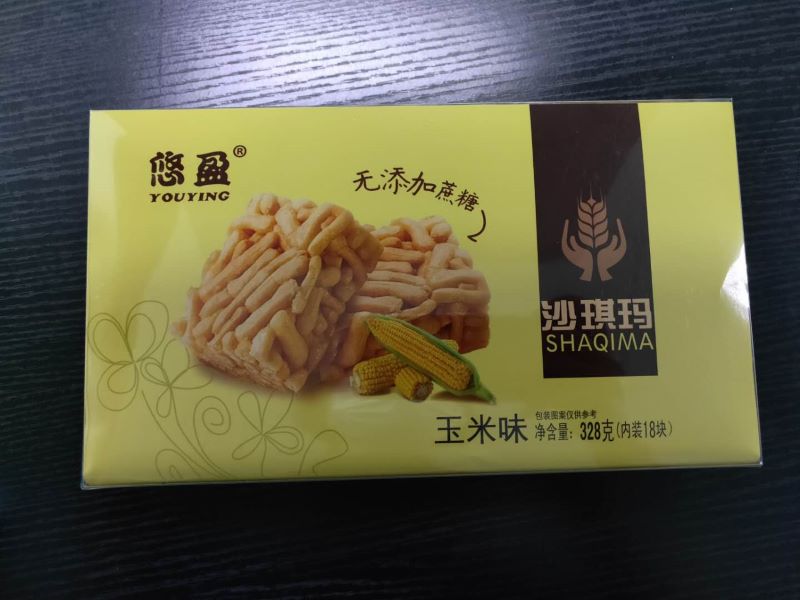 悠盈®
YOUYING
无添加蔗糖
沙琪玛
SHAQIMA
玉米味
包装图案仅供参考
净含量：328克(内装18块)